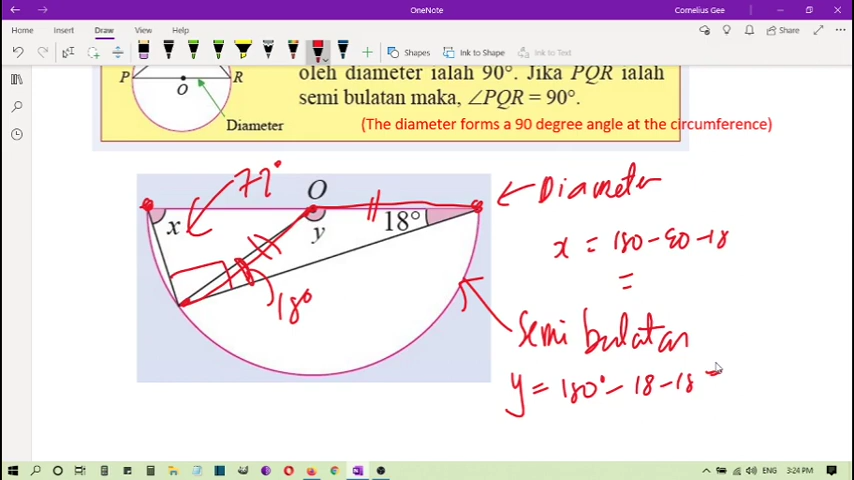 OneNote
Cornelius Gee
Home Insert Draw View Help
Share
Shapes
Ink to Shape
Ink to Text
P
R
O
Diameter
oleh diameter ialah 90°. Jika PQR ialah
semi bulatan maka, ∠PQR = 90°.
(The diameter forms a 90 degree angle at the circumference)
72°
O
Diameter
x
y
18°
x = 180-90-18
=
18°
Semi bulatan
y = 180°-18-18 =
ENG
3:24 PM